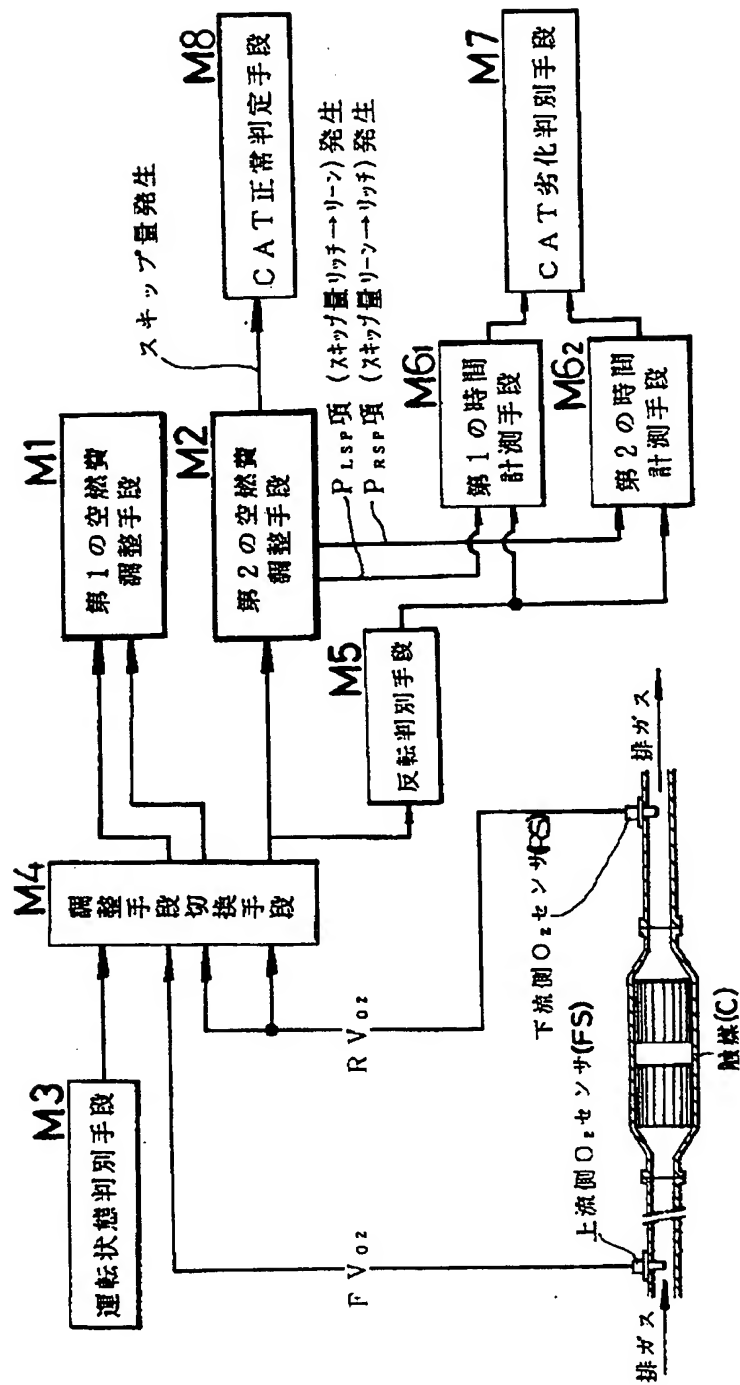 M3
運転状態判別手段
M4
調整手段切換手段
M1
第1の空燃費
調整手段
M2
第2の空燃費
調整手段
スキップ量発生
M8
CAT正常判定手段
PLSP項 (スキップ量リッチ→リーン)発生
PRSP項 (スキップ量リーン→リッチ)発生
M5
反転判別手段
M61
第1の時間
計測手段
M62
第2の時間
計測手段
M7
CAT劣化判別手段
FVO2
RVO2
上流側O2センサ(FS)
下流側O2センサ(RS)
触媒(C)
排ガス
排ガス